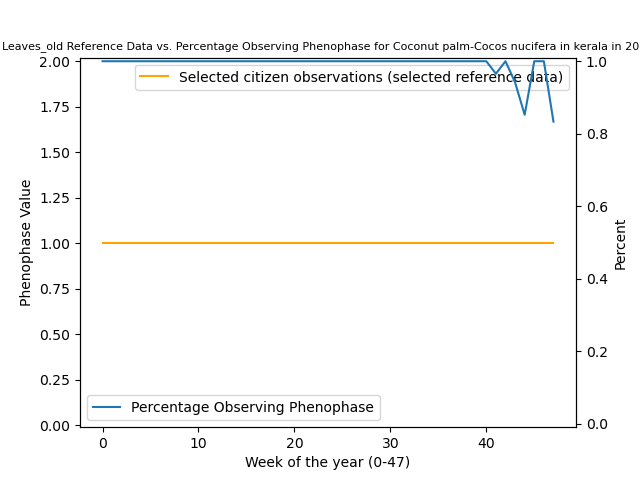 Leaves_old Reference Data vs. Percentage Observing Phenophase for Coconut palm-Cocos nucifera in kerala in 20
2.00
1.75
1.50
1.25
1.00
0.75
0.50
0.25
0.00
Phenophase Value
Selected citizen observations (selected reference data)
Percentage Observing Phenophase
1.0
0.8
0.6
0.4
0.2
0.0
Percent
0 10 20 30 40
Week of the year (0-47)